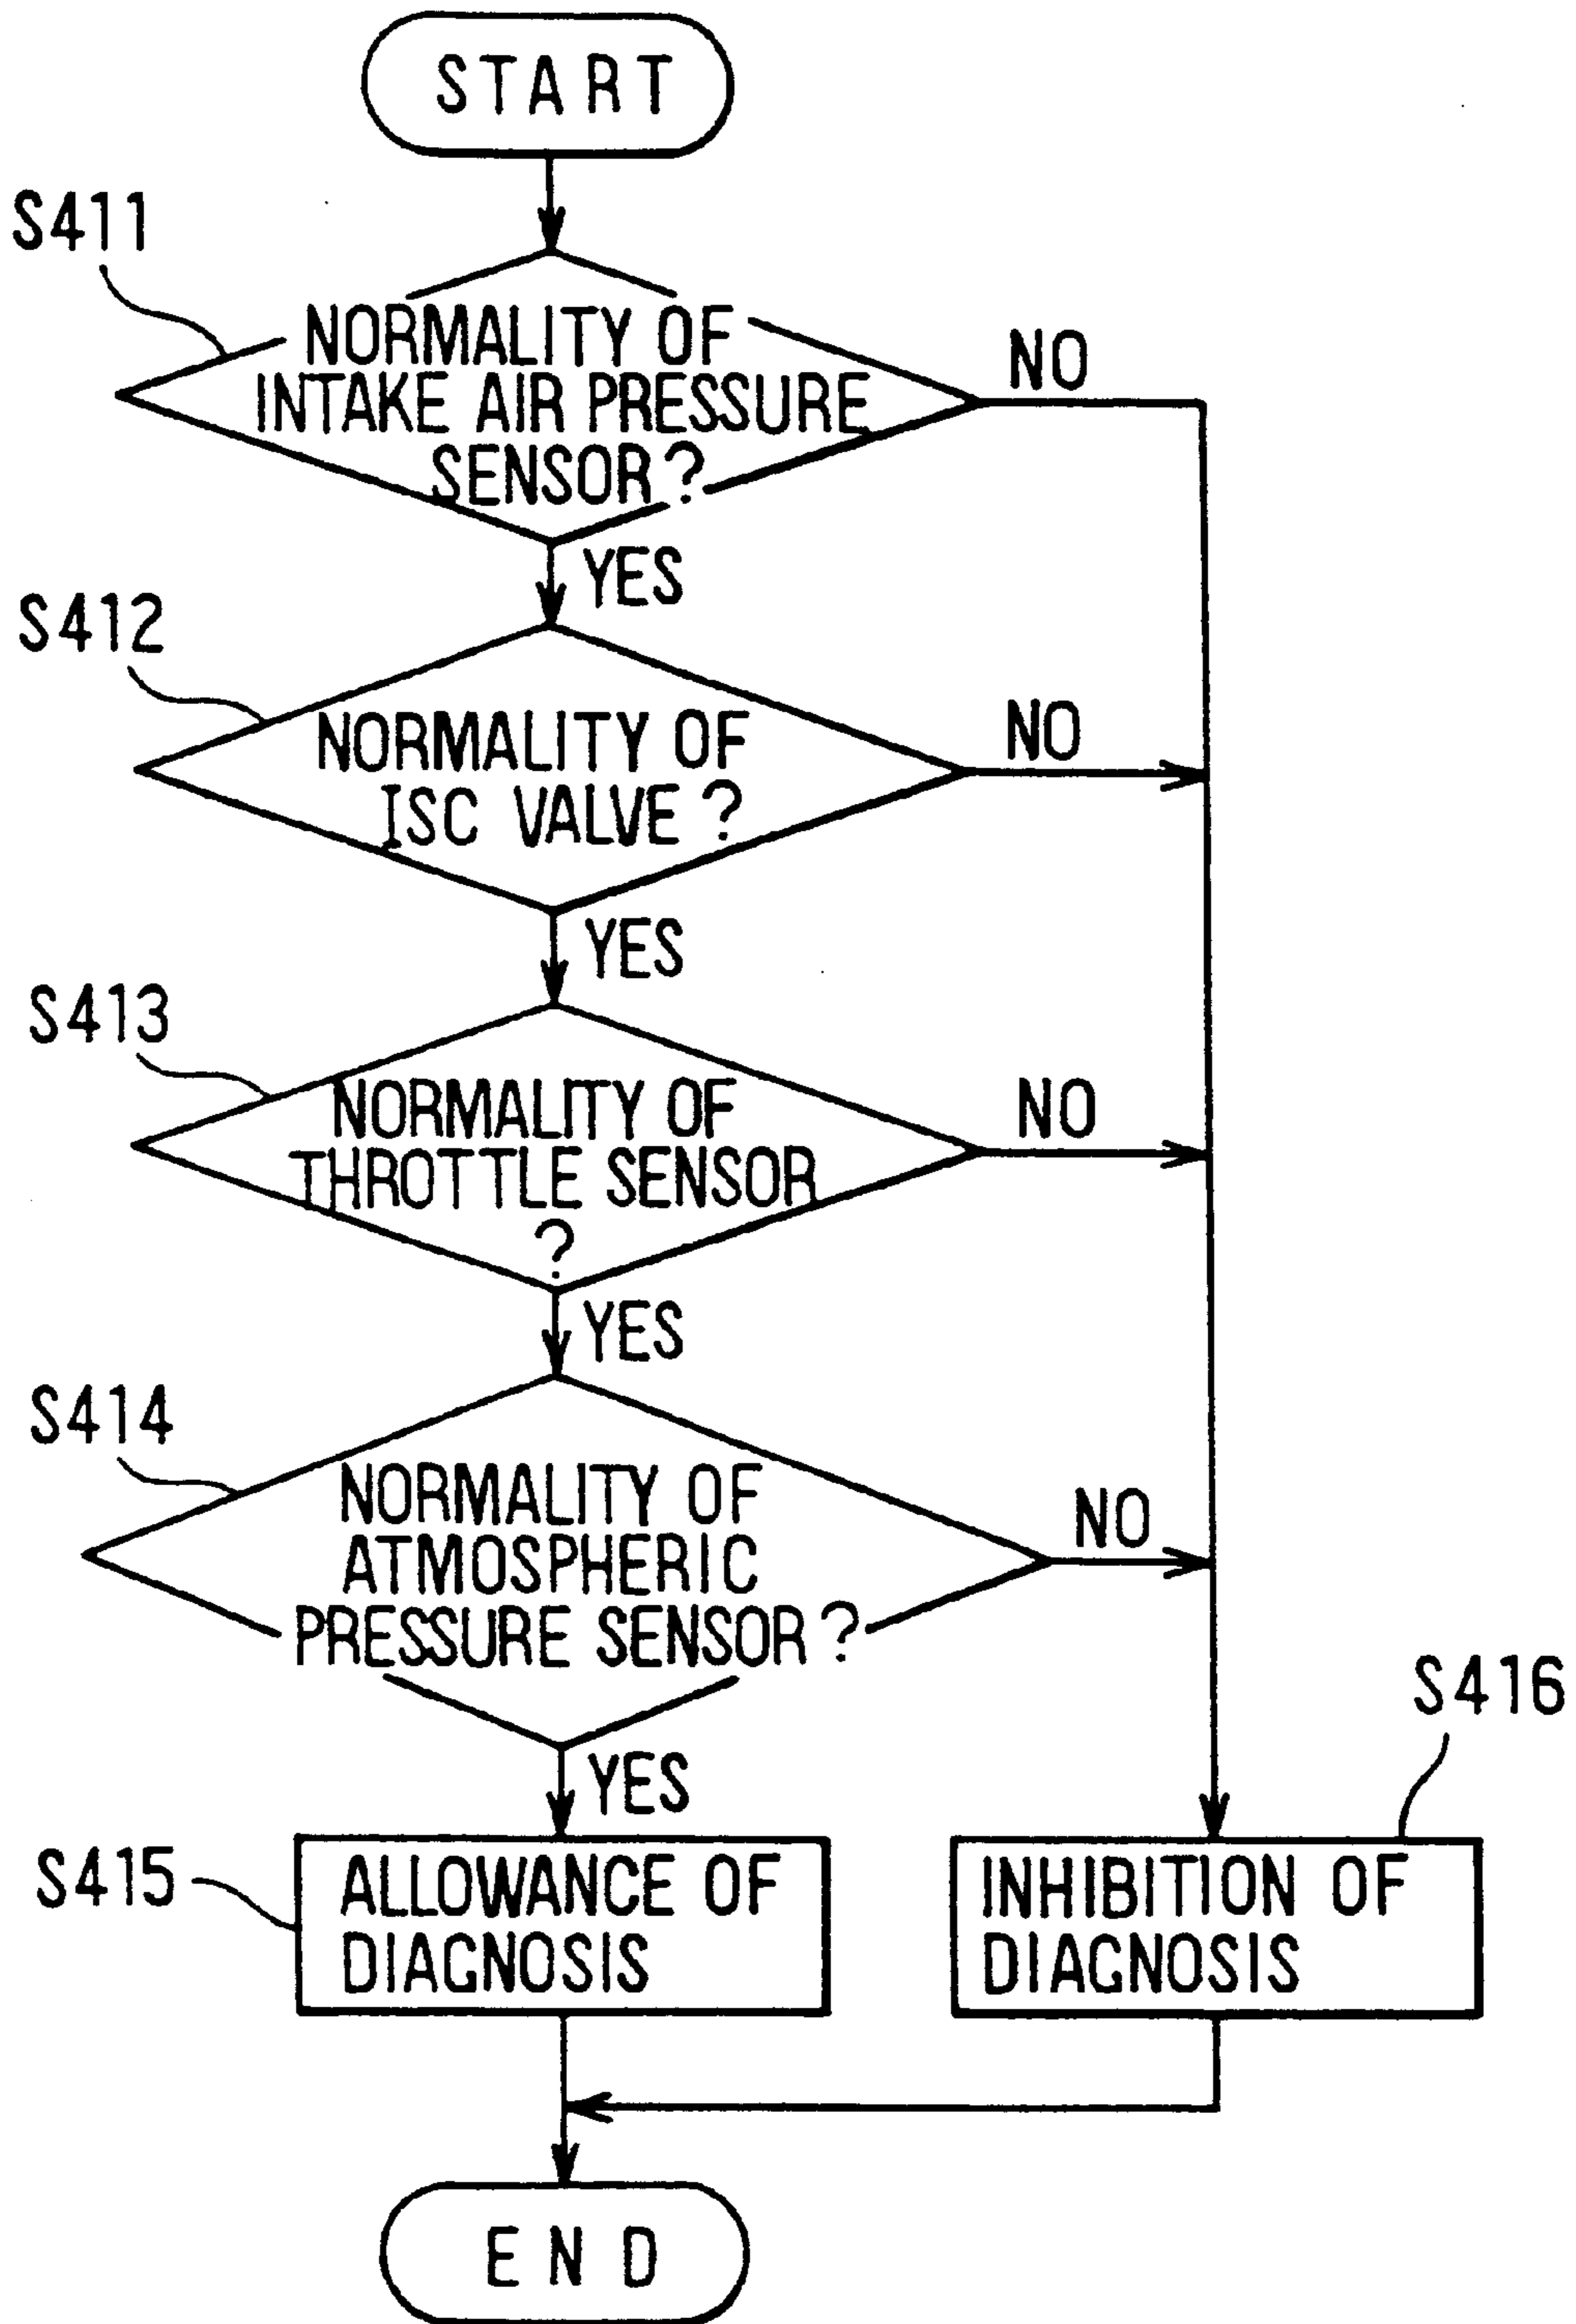 START
S411
NORMALITY OF
INTAKE AIR PRESSURE
SENSOR?
NO
YES
S412
NORMALITY OF
ISC VALVE?
NO
YES
S413
NORMALITY OF
THROTTLE SENSOR
?
NO
YES
S414
NORMALITY OF
ATMOSPHERIC
PRESSURE SENSOR?
NO
YES
S415
ALLOWANCE OF
DIAGNOSIS
S416
INHIBITION OF
DIAGNOSIS
END